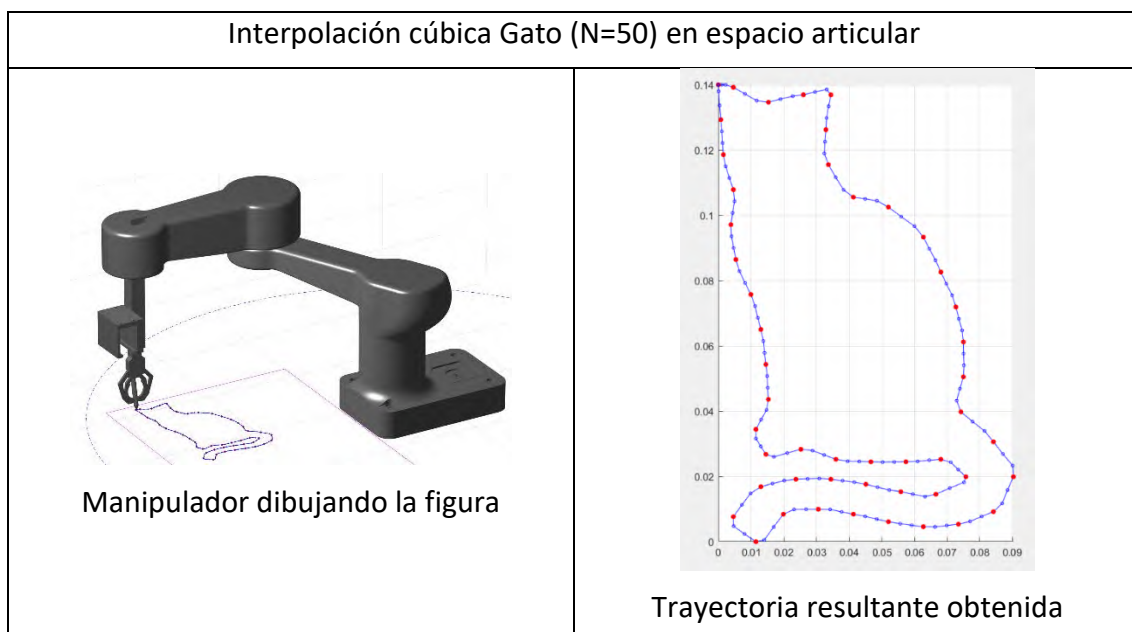 Interpolación cúbica Gato (N=50) en espacio articular
Manipulador dibujando la figura
0.14
0.12
0.1
0.08
0.06
0.04
0.02
0
0 0.01 0.02 0.03 0.04 0.05 0.06 0.07 0.08 0.09
Trayectoria resultante obtenida